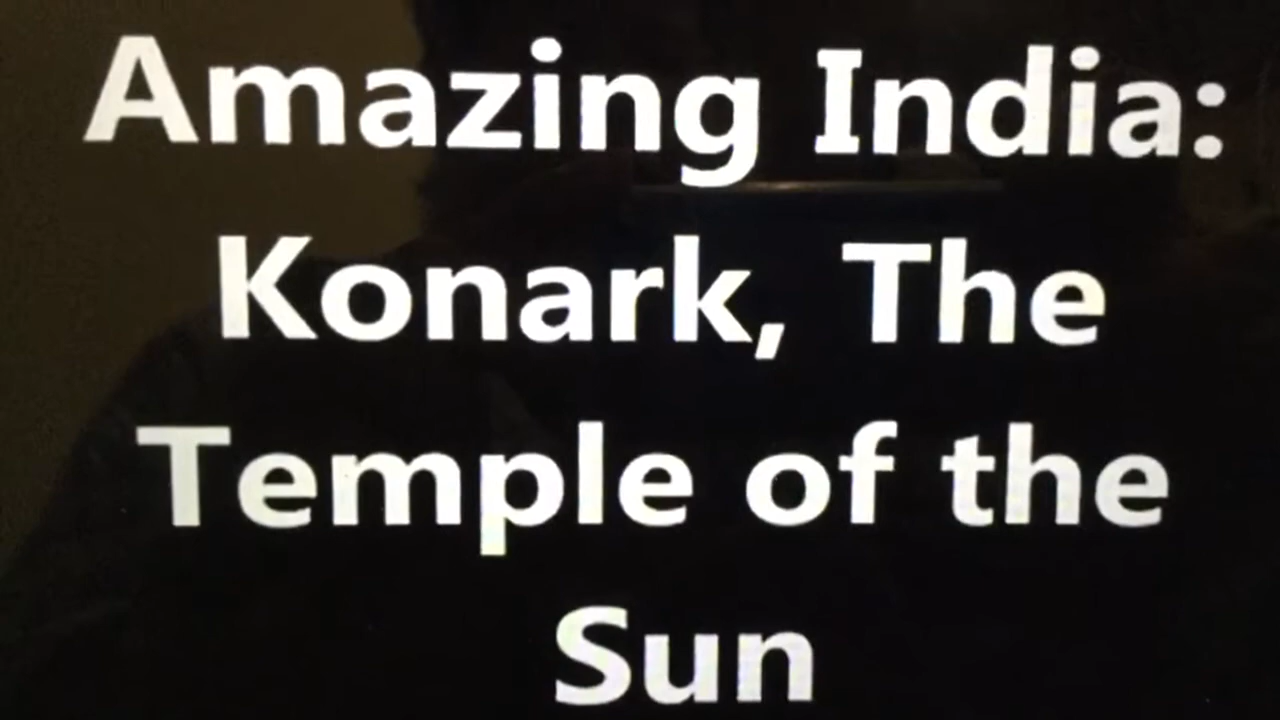 Amazing India:
Konark, The
Temple of the
Sun